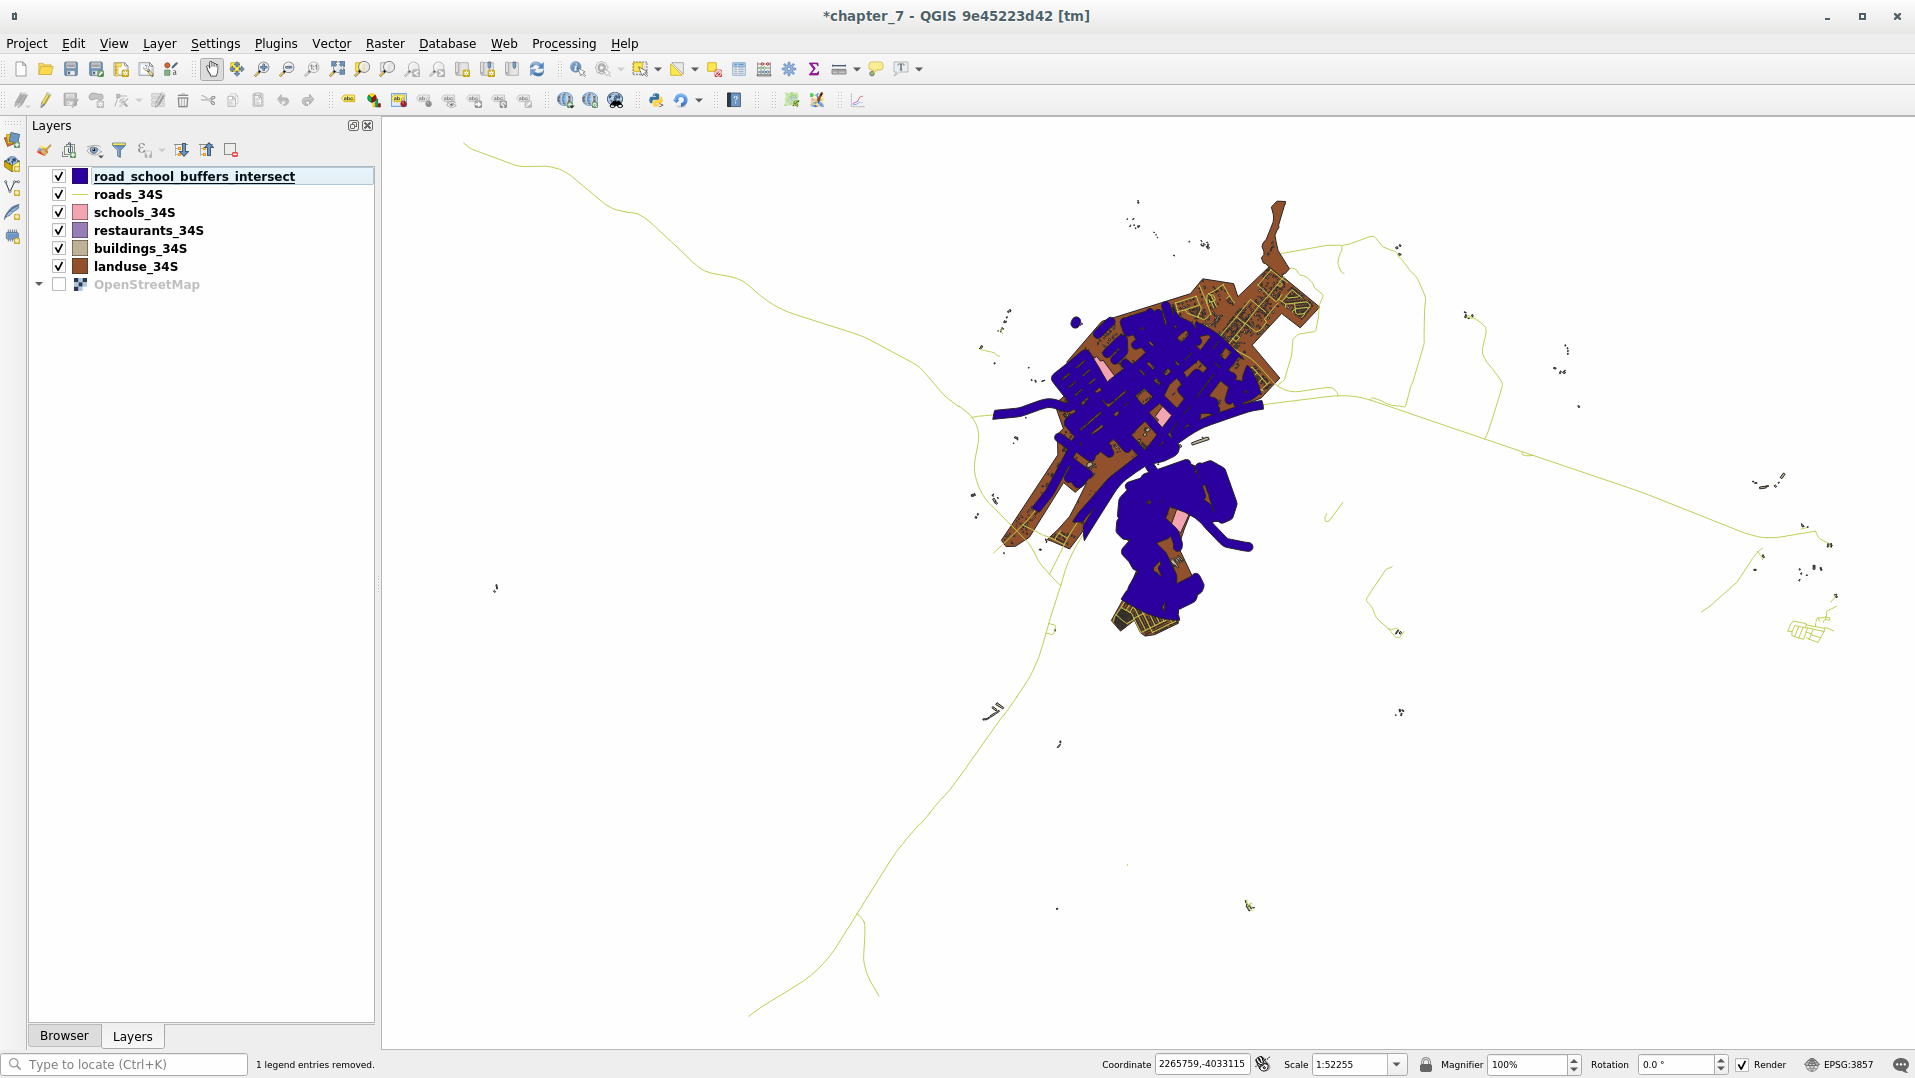 *chapter_7 - QGIS 9e45223d42 [tm]
Project Edit View Layer Settings Plugins Vector Raster Database Web Processing Help
Layers
road_school_buffers_intersect
roads_34S
schools_34S
restaurants_34S
buildings_34S
landuse_34S
OpenStreetMap
Browser Layers
Type to locate (Ctrl+K) 1 legend entries removed. Coordinate 2265759,-4033115 Scale 1:52255 Magnifier 100% Rotation 0.0 ° Render EPSG:3857